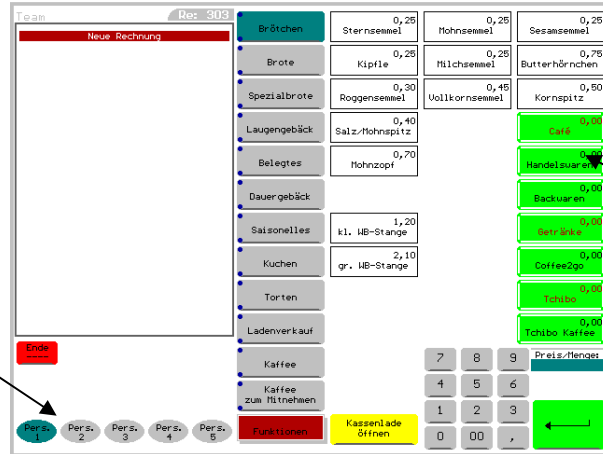 Team
Re: 303
Neue Rechnung
Ende
----
Pers.
1
Pers.
2
Pers.
3
Pers.
4
Pers.
5
Brötchen
Brote
Spezialbrote
Laugengebäck
Belegtes
Dauergebäck
Saisonelles
Kuchen
Torten
Ladenverkauf
Kaffee
Kaffee
zum Mitnehmen
Funktionen
0,25
Sternsemmel
0,25
Mohnsemmel
0,25
Sesamsemmel
0,25
Kipfle
0,25
Milchsemmel
0,75
Butterhörnchen
0,30
Roggensemmel
0,45
Vollkornsemmel
0,50
Kornspitz
0,40
Salz/Mohnspitz
0,00
Café
0,70
Mohnzopf
0,00
Handelswaren
0,00
Backwaren
1,20
kl. WB-Stange
0,00
Getränke
2,10
gr. WB-Stange
0,00
Coffee2go
0,00
Tchibo
0,00
Tchibo Kaffee
Preis/Menge:
7 8 9
4 5 6
1 2 3
0 00 ,
Kassenlade
öffnen